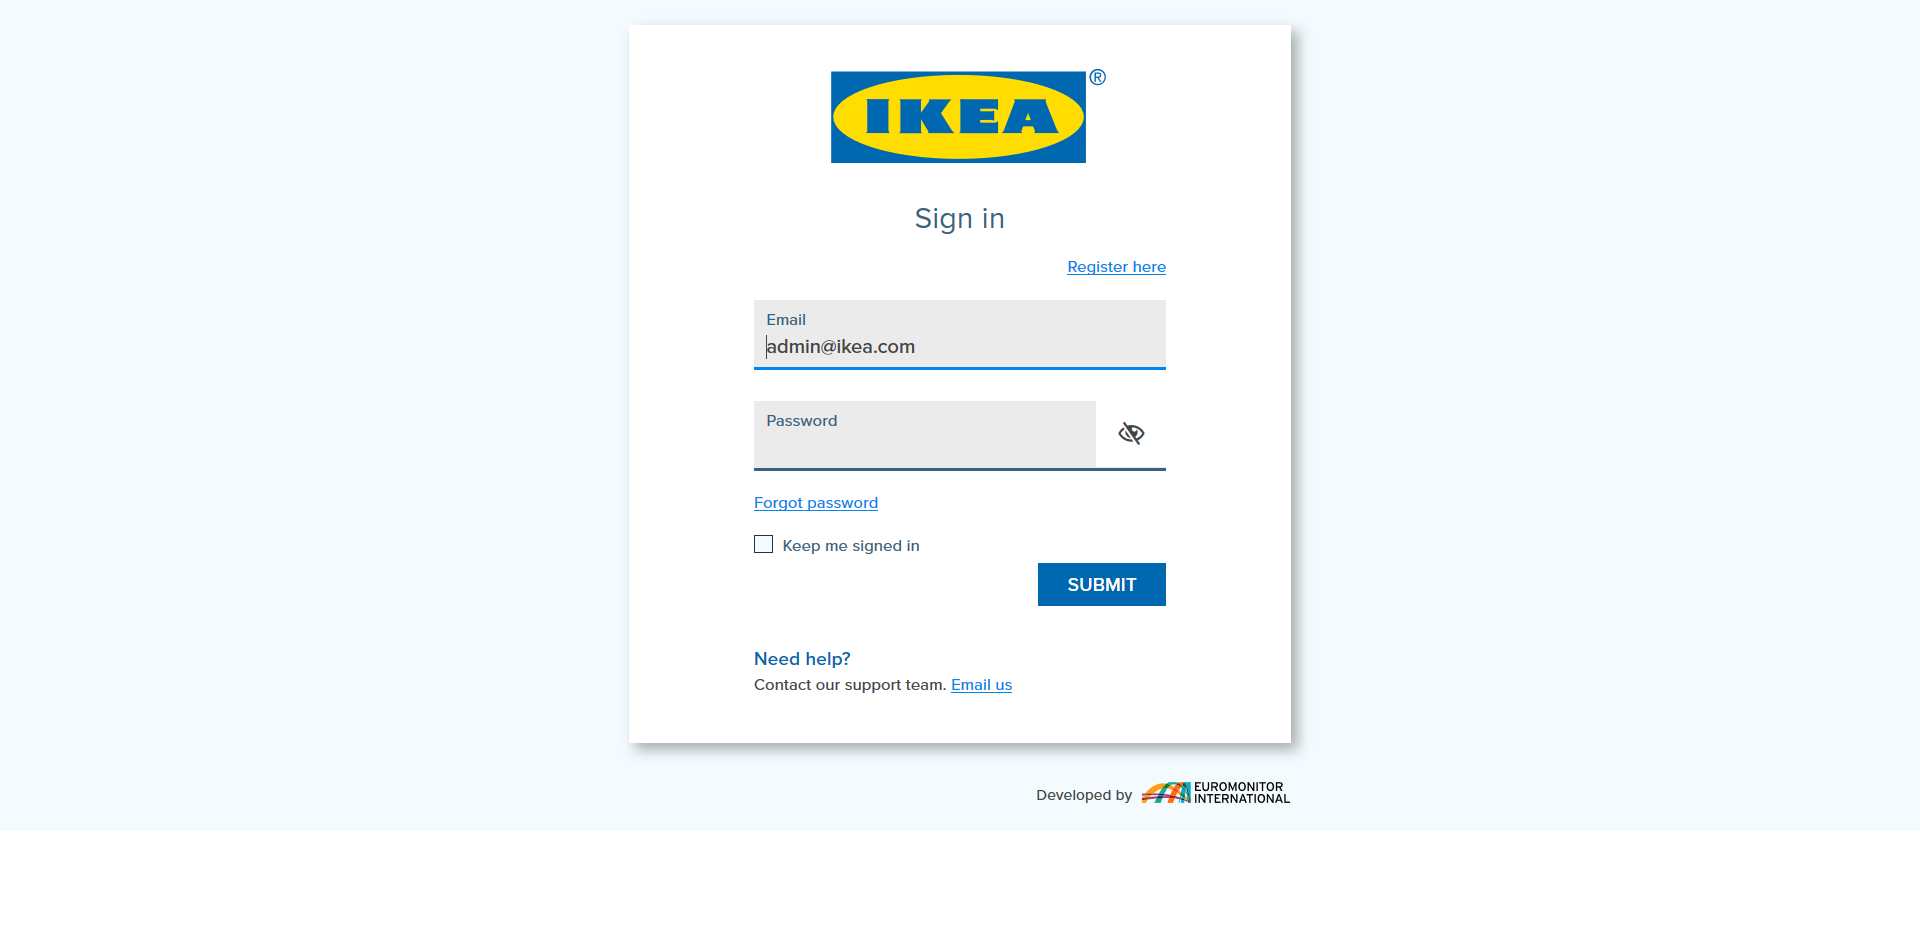 IKEA®
Sign in
Register here
Email
admin@ikea.com
Password
Forgot password
Keep me signed in
SUBMIT
Need help?
Contact our support team. Email us
Developed by EUROMONITOR
INTERNATIONAL